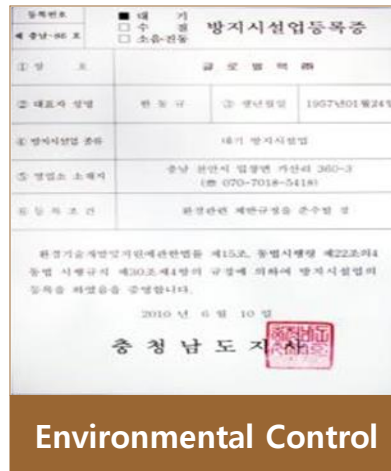 등록번호
제 충남-86 호
■ 대 기
□ 수 질
□ 소음·진동
방지시설업등록증
① 상 호
글 로 벌 텍 ㈜
② 대표자 성명
한 동 규
③ 생년월일
1957년01월24일
④ 방지시설업 종류
대기 방지시설업
⑤ 영업소 소재지
충남 천안시 입장면 가산리 360-3
(☎ 070-7018-5418)
⑥ 등 록 조 건
환경관련 제반규정을 준수할 것
환경기술개발및지원에관한법률 제15조, 동법시행령 제22조의4
동법 시행규칙 제30조제4항의 규정에 의하여 방지시설업의
등록을 하였음을 증명합니다.
2010 년 6 월 10 일
충 청 남 도 지 사
Environmental Control